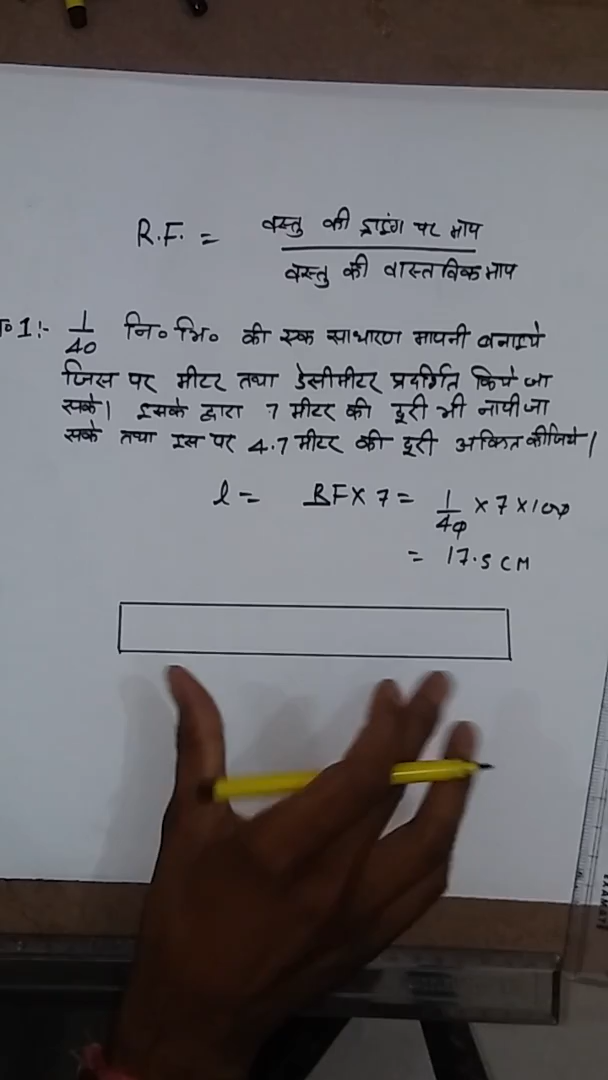 R.F. = वस्तु की ड्राइंग पर माप
वस्तु की वास्तविक माप
1:- 1/40 नि० भि० की एक साधारण मापनी बनाइये
जिस पर मीटर तथा डेसीमीटर प्रदर्शित किये जा
सके। इसके द्वारा 7 मीटर की दूरी भी नापी जा
सके तथा इस पर 4.7 मीटर की दूरी अंकित कीजिये।
l = RF x 7 = 1/40 x 7 x 100
= 17.5 CM